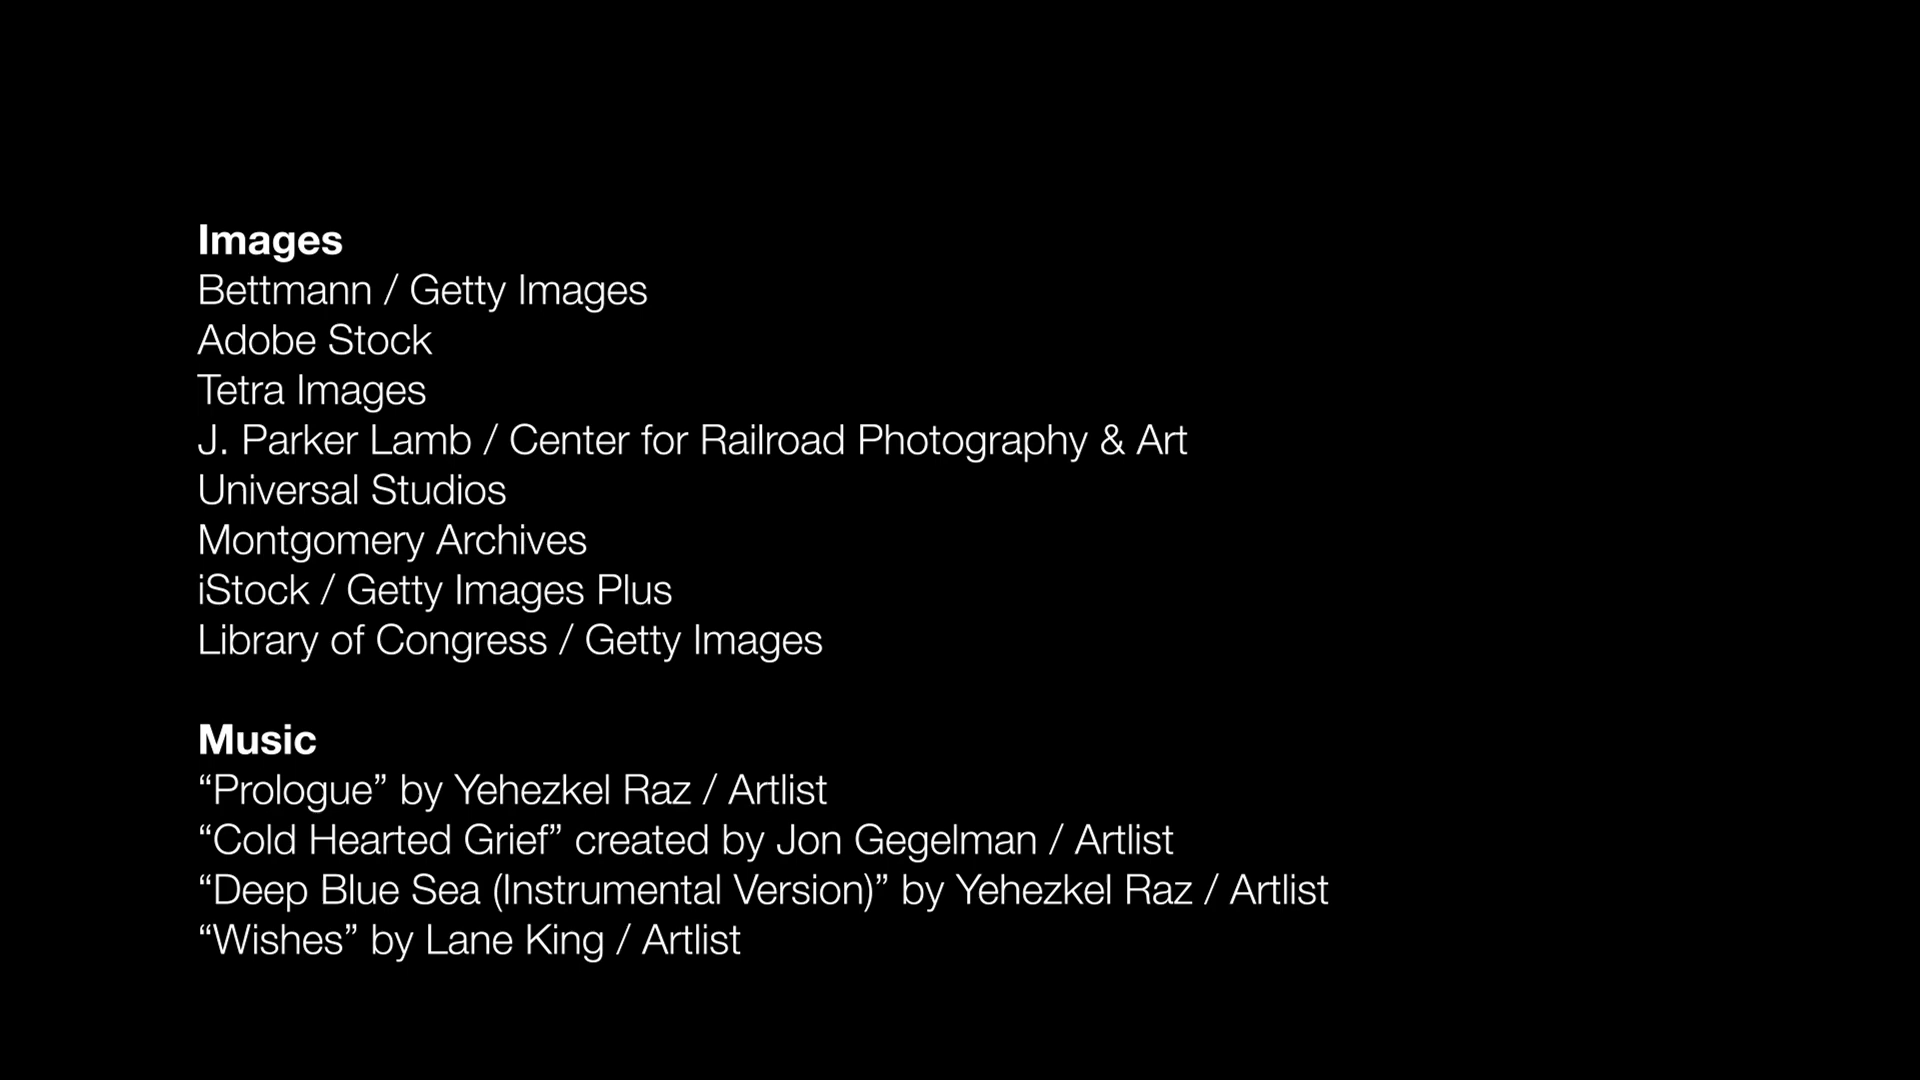 Images
Bettmann / Getty Images
Adobe Stock
Tetra Images
J. Parker Lamb / Center for Railroad Photography & Art
Universal Studios
Montgomery Archives
iStock / Getty Images Plus
Library of Congress / Getty Images
Music
“Prologue” by Yehezkel Raz / Artlist
“Cold Hearted Grief” created by Jon Gegelman / Artlist
“Deep Blue Sea (Instrumental Version)” by Yehezkel Raz / Artlist
“Wishes” by Lane King / Artlist